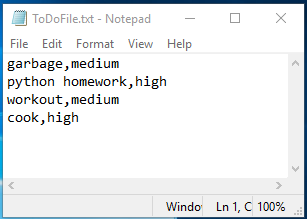 ToDoFile.txt - Notepad
File Edit Format View Help
garbage,medium
python homework,high
workout,medium
cook,high
Ln 1, C 100%